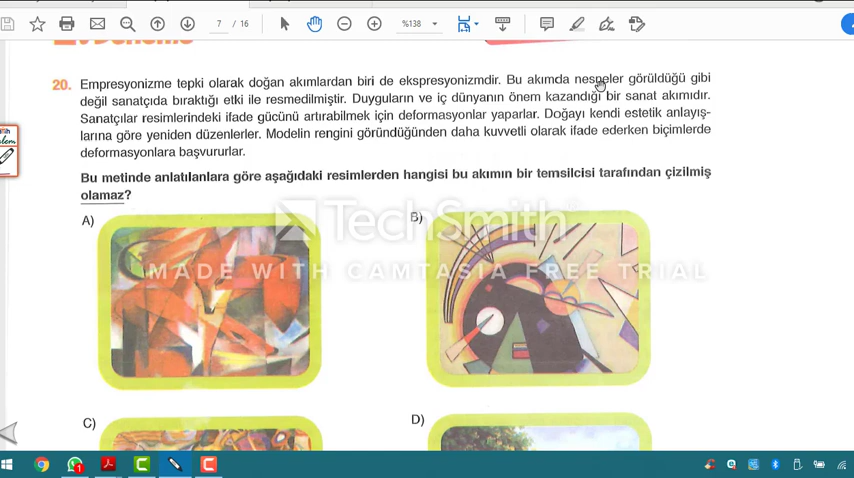 7 / 16
%138
Deneme
20. Empresyonizme tepki olarak doğan akımlardan biri de ekspresyonizmdir. Bu akımda nesneler görüldüğü gibi
değil sanatçıda bıraktığı etki ile resmedilmiştir. Duyguların ve iç dünyanın önem kazandığı bir sanat akımıdır.
Sanatçılar resimlerindeki ifade gücünü artırabilmek için deformasyonlar yaparlar. Doğayı kendi estetik anlayış-
larına göre yeniden düzenlerler. Modelin rengini göründüğünden daha kuvvetli olarak ifade ederken biçimlerde
deformasyonlara başvururlar.
Bu metinde anlatılanlara göre aşağıdaki resimlerden hangisi bu akımın bir temsilcisi tarafından çizilmiş
olamaz?
A)
B)
TechSmith
MADE WITH CAMTASIA FREE TRIAL
C)
D)
1